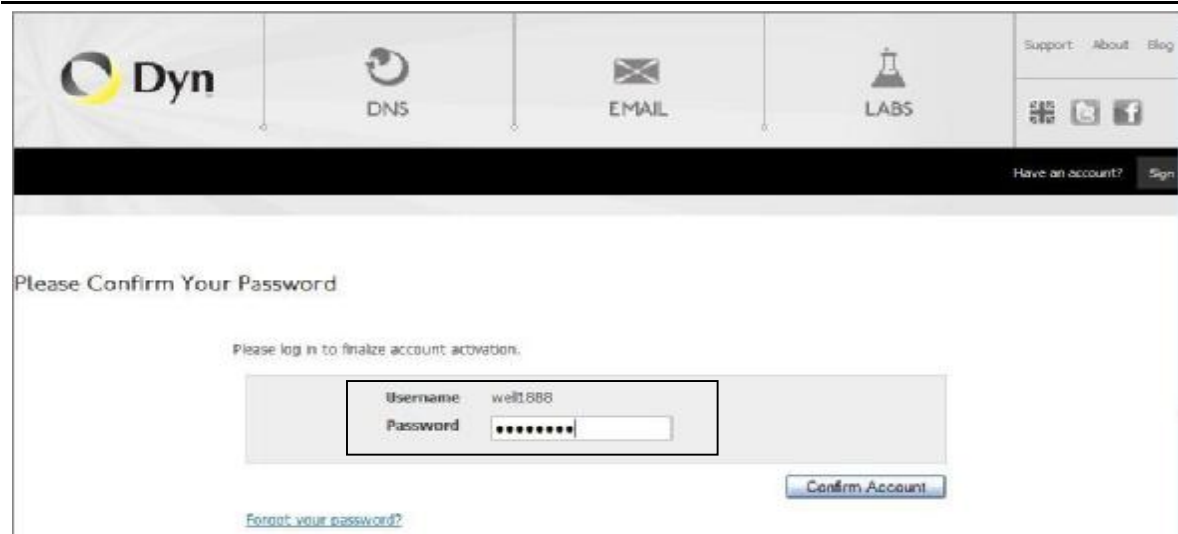 Dyn
DNS
EMAIL
LABS
Support About Blog
Have an account? Sign
Please Confirm Your Password
Please log in to finalize account activation.
Username well1888
Password ••••••••
Confirm Account
Forgot your password?